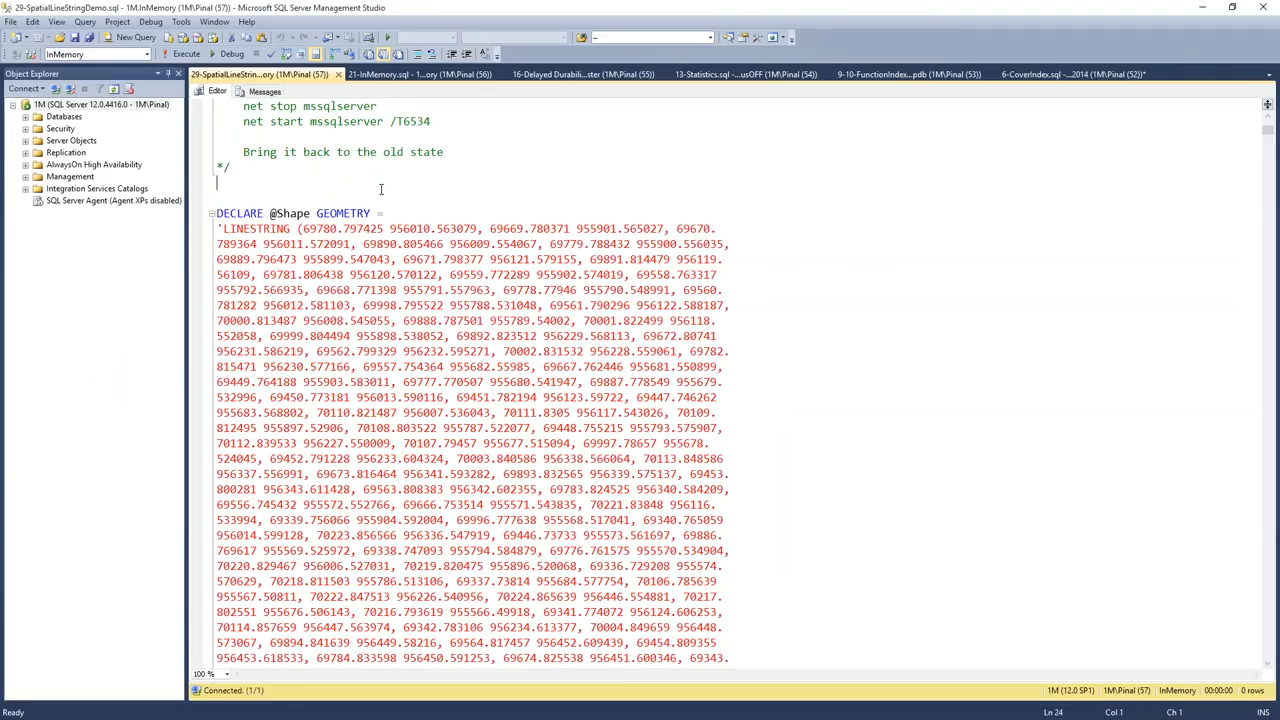 29-SpatialLineStringDemo.sql - 1M.InMemory (1M\Pinal (57)) - Microsoft SQL Server Management Studio
File Edit View Query Project Debug Tools Window Help
New Query
InMemory Execute Debug
Object Explorer
29-SpatialLineStrin...ory (1M\Pinal (57)) 21-InMemory.sql - 1...ory (1M\Pinal (56)) 16-Delayed Durabili...ster (1M\Pinal (55)) 13-Statistics.sql - ...usOFF (1M\Pinal (54)) 9-10-FunctionIndex...pdb (1M\Pinal (53)) 6-CoverIndex.sql - ...2014 (1M\Pinal (52))*
Connect
Editor Messages
1M (SQL Server 12.0.4416.0 - 1M\Pinal)
Databases
Security
Server Objects
Replication
AlwaysOn High Availability
Management
Integration Services Catalogs
SQL Server Agent (Agent XPs disabled)
net stop mssqlserver
net start mssqlserver /T6534
Bring it back to the old state
*/
DECLARE @Shape GEOMETRY =
'LINESTRING (69780.797425 956010.563079, 69669.780371 955901.565027, 69670.
789364 956011.572091, 69890.805466 956009.554067, 69779.788432 955900.556035,
69889.796473 955899.547043, 69671.798377 956121.579155, 69891.814479 956119.
56109, 69781.806438 956120.570122, 69559.772289 955902.574019, 69558.763317
955792.566935, 69668.771398 955791.557963, 69778.77946 955790.548991, 69560.
781282 956012.581103, 69998.795522 955788.531048, 69561.790296 956122.588187,
70000.813487 956008.545055, 69888.787501 955789.54002, 70001.822499 956118.
552058, 69999.804494 955898.538052, 69892.823512 956229.568113, 69672.80741
956231.586219, 69562.799329 956232.595271, 70002.831532 956228.559061, 69782.
815471 956230.577166, 69557.754364 955682.55985, 69667.762446 955681.550899,
69449.764188 955903.583011, 69777.770507 955680.541947, 69887.778549 955679.
532996, 69450.773181 956013.590116, 69451.782194 956123.59722, 69447.746262
955683.568802, 70110.821487 956007.536043, 70111.8305 956117.543026, 70109.
812495 955897.52906, 70108.803522 955787.522077, 69448.755215 955793.575907,
70112.839533 956227.550009, 70107.79457 955677.515094, 69997.78657 955678.
524045, 69452.791228 956233.604324, 70003.840586 956338.566064, 70113.848586
956337.556991, 69673.816464 956341.593282, 69893.832565 956339.575137, 69453.
800281 956343.611428, 69563.808383 956342.602355, 69783.824525 956340.584209,
69556.745432 955572.552766, 69666.753514 955571.543835, 70221.83848 956116.
533994, 69339.756066 955904.592004, 69996.777638 955568.517041, 69340.765059
956014.599128, 70223.856566 956336.547919, 69446.73733 955573.561697, 69886.
769617 955569.525972, 69338.747093 955794.584879, 69776.761575 955570.534904,
70220.829467 956006.527031, 70219.820475 955896.520068, 69336.729208 955574.
570629, 70218.811503 955786.513106, 69337.73814 955684.577754, 70106.785639
955567.50811, 70222.847513 956226.540956, 70224.865639 956446.554881, 70217.
802551 955676.506143, 70216.793619 955566.49918, 69341.774072 956124.606253,
70114.857659 956447.563974, 69342.783106 956234.613377, 70004.849659 956448.
573067, 69894.841639 956449.58216, 69564.817457 956452.609439, 69454.809355
956453.618533, 69784.833598 956450.591253, 69674.825538 956451.600346, 69343.
100 %
Connected. (1/1) 1M (12.0 SP1) 1M\Pinal (57) InMemory 00:00:00 0 rows
Ready Ln 24 Col 1 Ch 1 INS